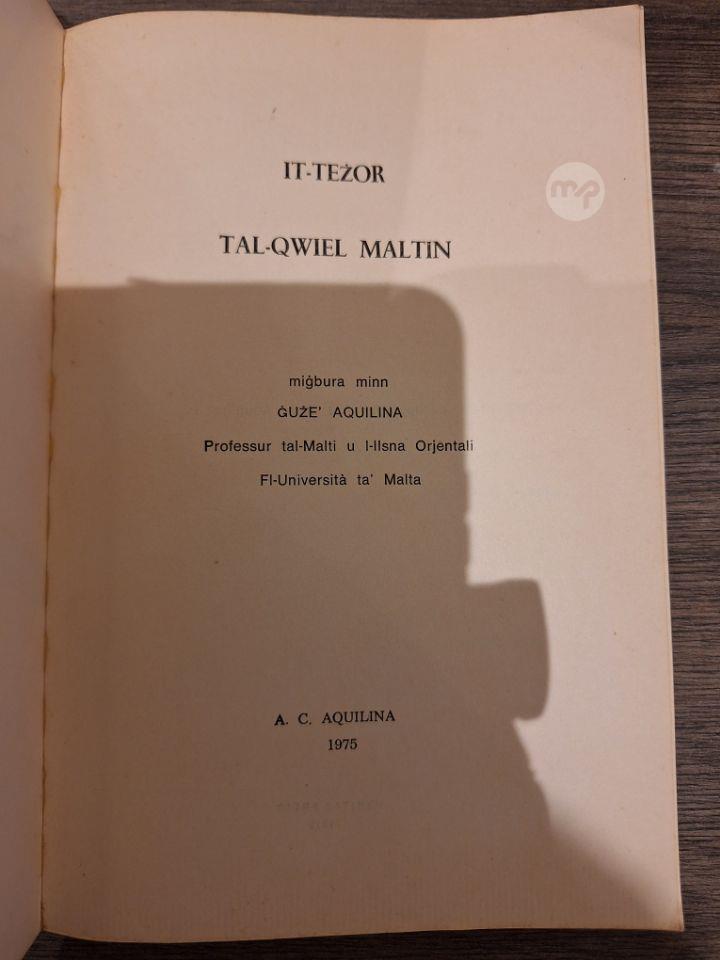 IT-TEŻOR
mp
TAL-QWIEL MALTIN
miġbura minn
ĠUŻE' AQUILINA
Professur tal-Malti u l-Ilsna Orjentali
Fl-Università ta' Malta
A. C. AQUILINA
1975